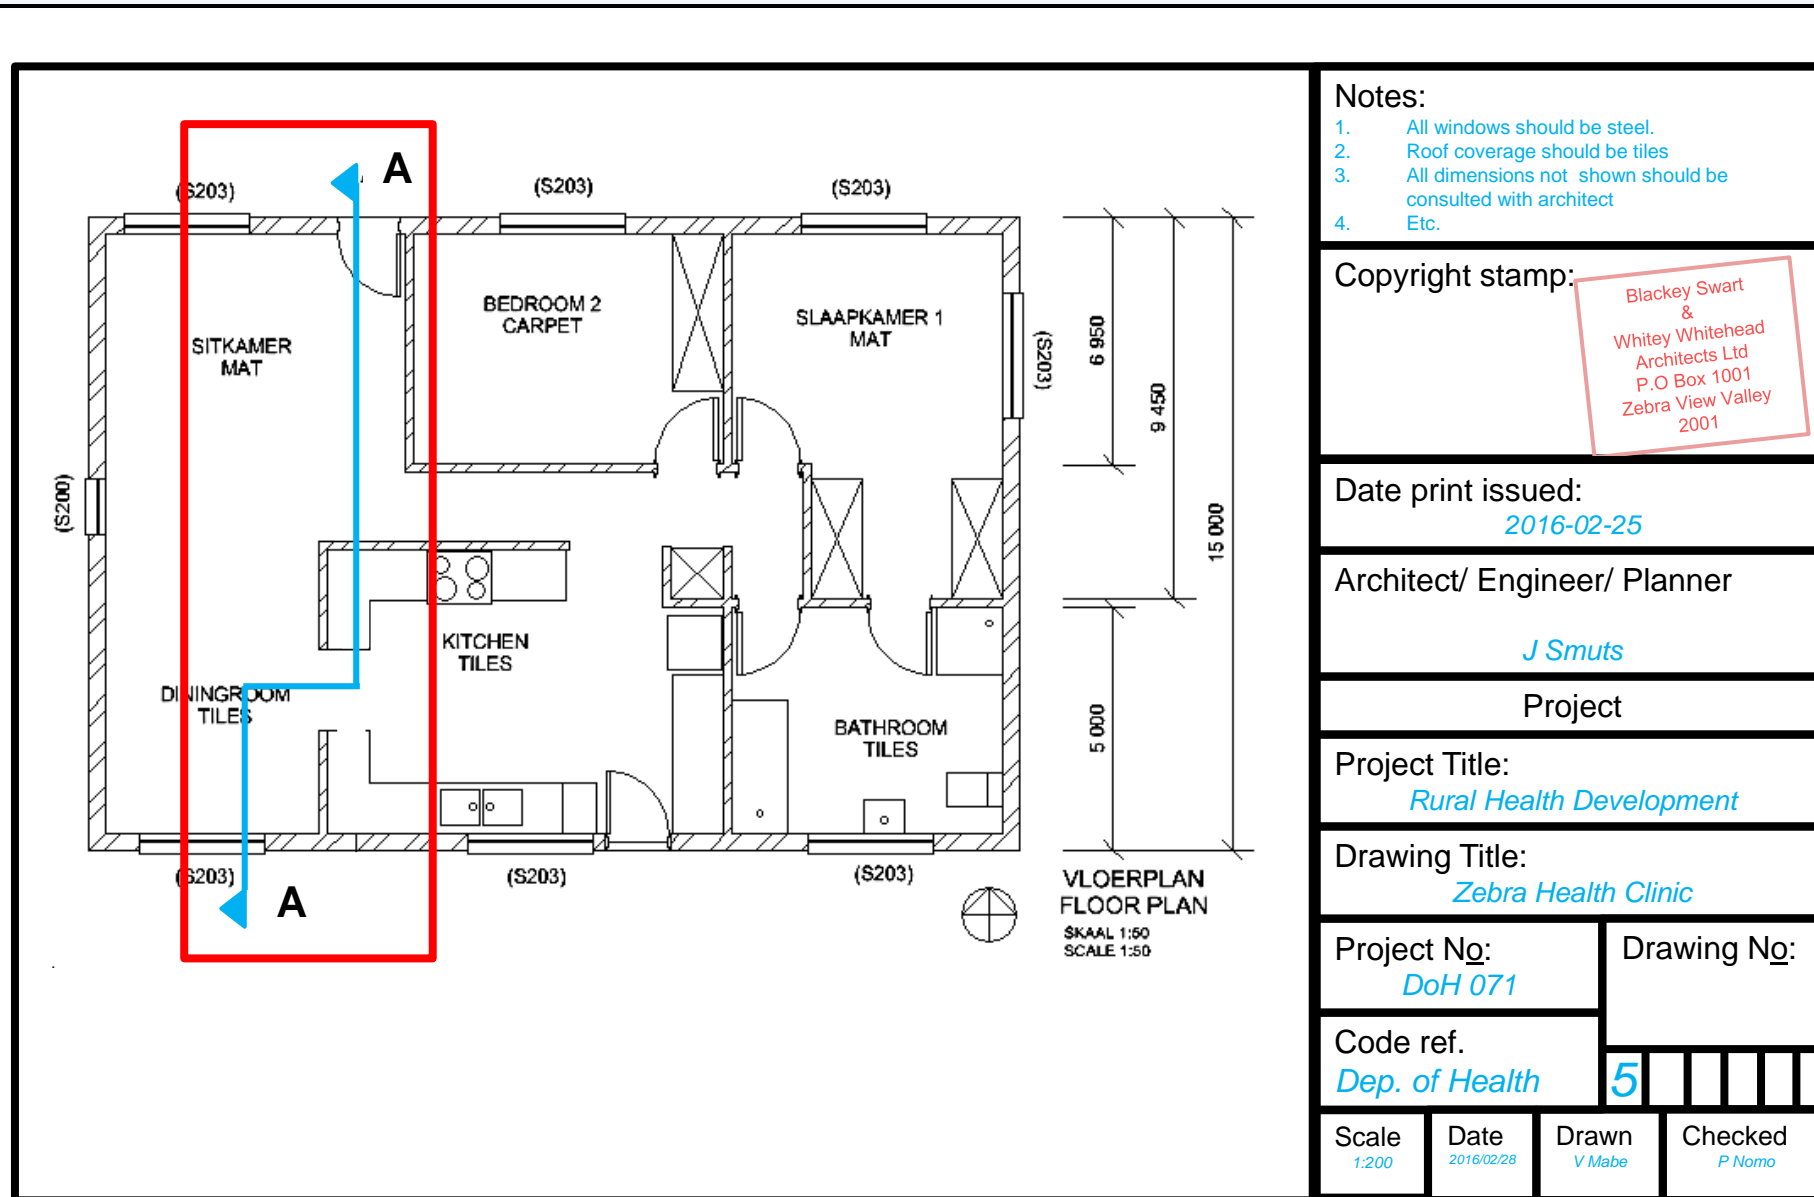 A
(S203)
(S203)
(S203)
BEDROOM 2
CARPET
SLAAPKAMER 1
MAT
SITKAMER
MAT
(S203)
6 950
9 450
15 000
(S200)
KITCHEN
TILES
DININGROOM
TILES
BATHROOM
TILES
5 000
(S203)
(S203)
(S203)
A
VLOERPLAN
FLOOR PLAN
SKAAL 1:50
SCALE 1:50
Notes:
1. All windows should be steel.
2. Roof coverage should be tiles
3. All dimensions not shown should be
consulted with architect
4. Etc.
Copyright stamp:
Blackey Swart
&
Whitey Whitehead
Architects Ltd
P.O Box 1001
Zebra View Valley
2001
Date print issued:
2016-02-25
Architect/ Engineer/ Planner
J Smuts
Project
Project Title:
Rural Health Development
Drawing Title:
Zebra Health Clinic
Project No:
DoH 071
Drawing No:
Code ref.
Dep. of Health
5
Scale
1:200
Date
2016/02/28
Drawn
V Mabe
Checked
P Nomo